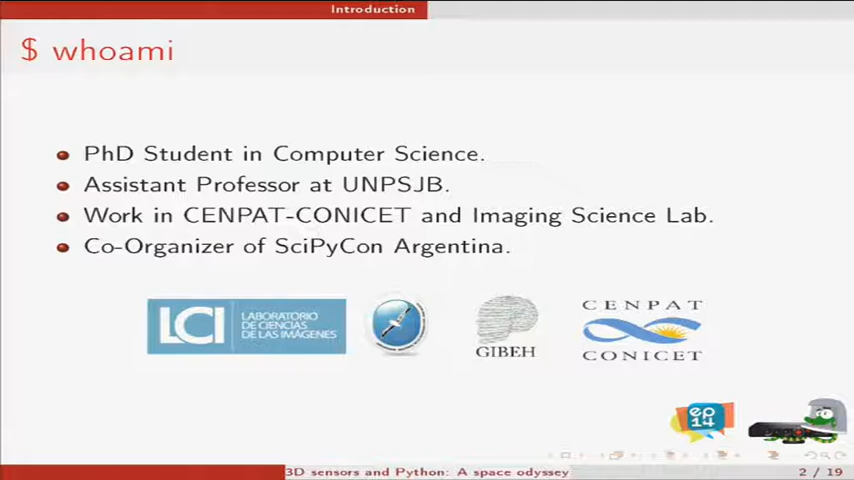 Introduction
$ whoami
PhD Student in Computer Science.
Assistant Professor at UNPSJB.
Work in CENPAT-CONICET and Imaging Science Lab.
Co-Organizer of SciPyCon Argentina.
LCI
LABORATORIO
DE CIENCIAS
DE LAS IMÁGENES
GIBEH
CENPAT
CONICET
ep
14
3D sensors and Python: A space odyssey
2 / 19